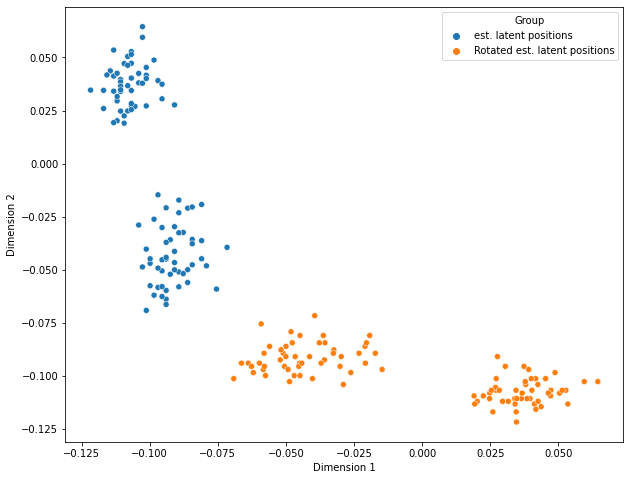 Group
est. latent positions
Rotated est. latent positions
0.050
0.025
0.000
−0.025
−0.050
−0.075
−0.100
−0.125
Dimension 2
−0.125 −0.100 −0.075 −0.050 −0.025 0.000 0.025 0.050
Dimension 1